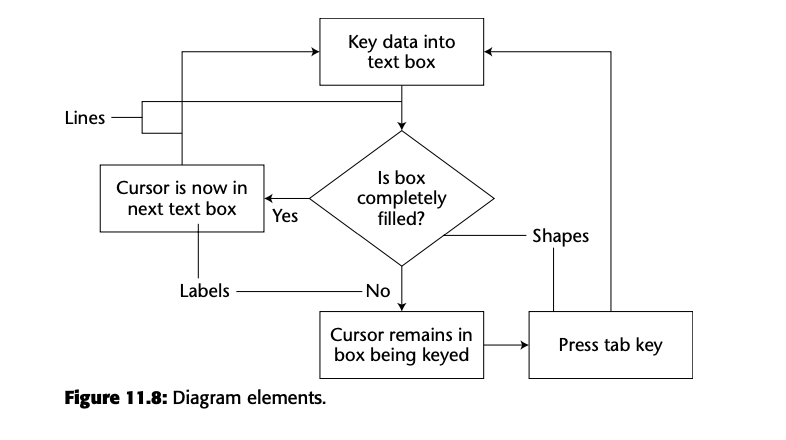 Key data into
text box
Lines
Is box
completely
filled?
Cursor is now in
next text box
Yes
Shapes
Labels
No
Cursor remains in
box being keyed
Press tab key
Figure 11.8: Diagram elements.